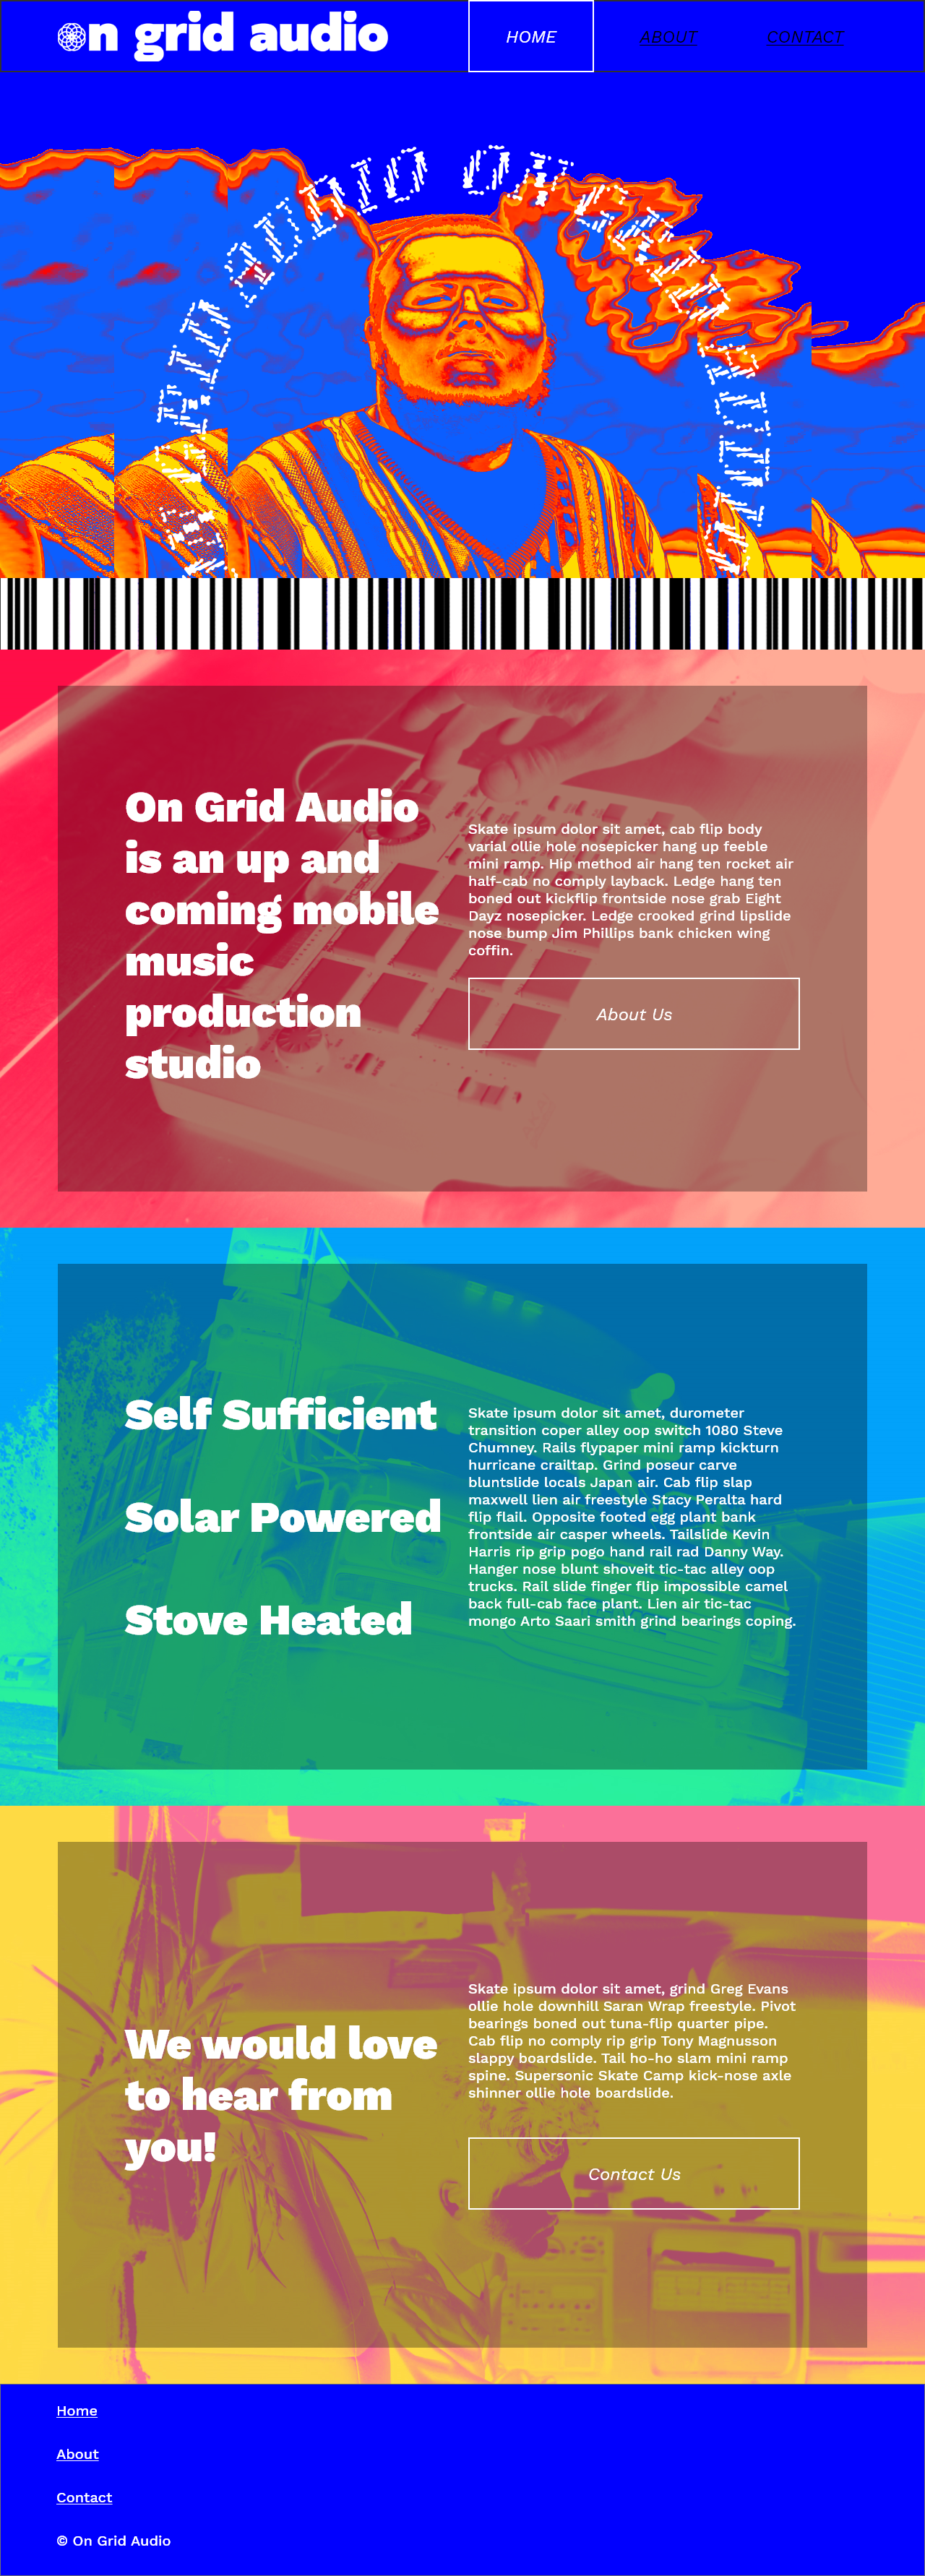 On grid audio
HOME
ABOUT
CONTACT
On Grid Audio
is an up and
coming mobile
music
production
studio
Skate ipsum dolor sit amet, cab flip body
varial ollie hole nosepicker hang up feeble
mini ramp. Hip method air hang ten rocket air
half-cab no comply layback. Ledge hang ten
boned out kickflip frontside nose grab Eight
Dayz nosepicker. Ledge crooked grind lipslide
nose bump Jim Phillips bank chicken wing
coffin.
About Us
Self Sufficient
Solar Powered
Stove Heated
Skate ipsum dolor sit amet, durometer
transition coper alley oop switch 1080 Steve
Chumney. Rails flypaper mini ramp kickturn
hurricane crailtap. Grind poseur carve
bluntslide locals Japan air. Cab flip slap
maxwell lien air freestyle Stacy Peralta hard
flip flail. Opposite footed egg plant bank
frontside air casper wheels. Tailslide Kevin
Harris rip grip pogo hand rail rad Danny Way.
Hanger nose blunt shoveit tic-tac alley oop
trucks. Rail slide finger flip impossible camel
back full-cab face plant. Lien air tic-tac
mongo Arto Saari smith grind bearings coping.
We would love
to hear from
you!
Skate ipsum dolor sit amet, grind Greg Evans
ollie hole downhill Saran Wrap freestyle. Pivot
bearings boned out tuna-flip quarter pipe.
Cab flip no comply rip grip Tony Magnusson
slappy boardslide. Tail ho-ho slam mini ramp
spine. Supersonic Skate Camp kick-nose axle
shinner ollie hole boardslide.
Contact Us
Home
About
Contact
© On Grid Audio